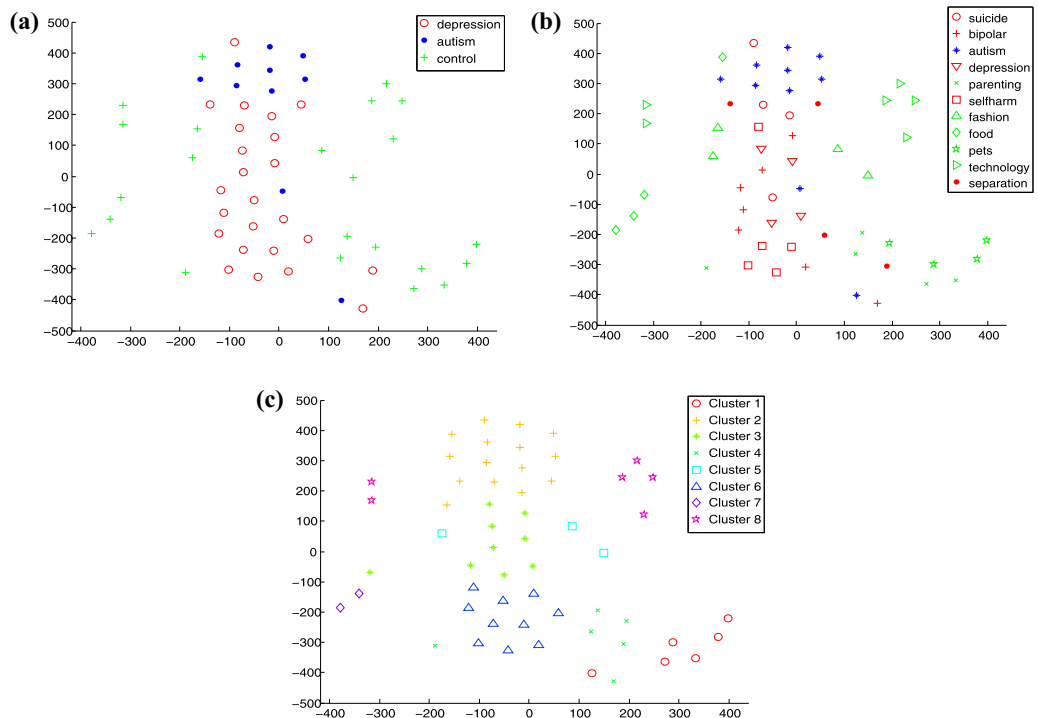 (a)
500
400
300
200
100
0
−100
−200
−300
−400
−500
−400 −300 −200 −100 0 100 200 300 400
depression
autism
control
(b)
500
400
300
200
100
0
−100
−200
−300
−400
−500
−400 −300 −200 −100 0 100 200 300 400
suicide
bipolar
autism
depression
parenting
selfharm
fashion
food
pets
technology
separation
(c)
500
400
300
200
100
0
−100
−200
−300
−400
−500
−400 −300 −200 −100 0 100 200 300 400
Cluster 1
Cluster 2
Cluster 3
Cluster 4
Cluster 5
Cluster 6
Cluster 7
Cluster 8